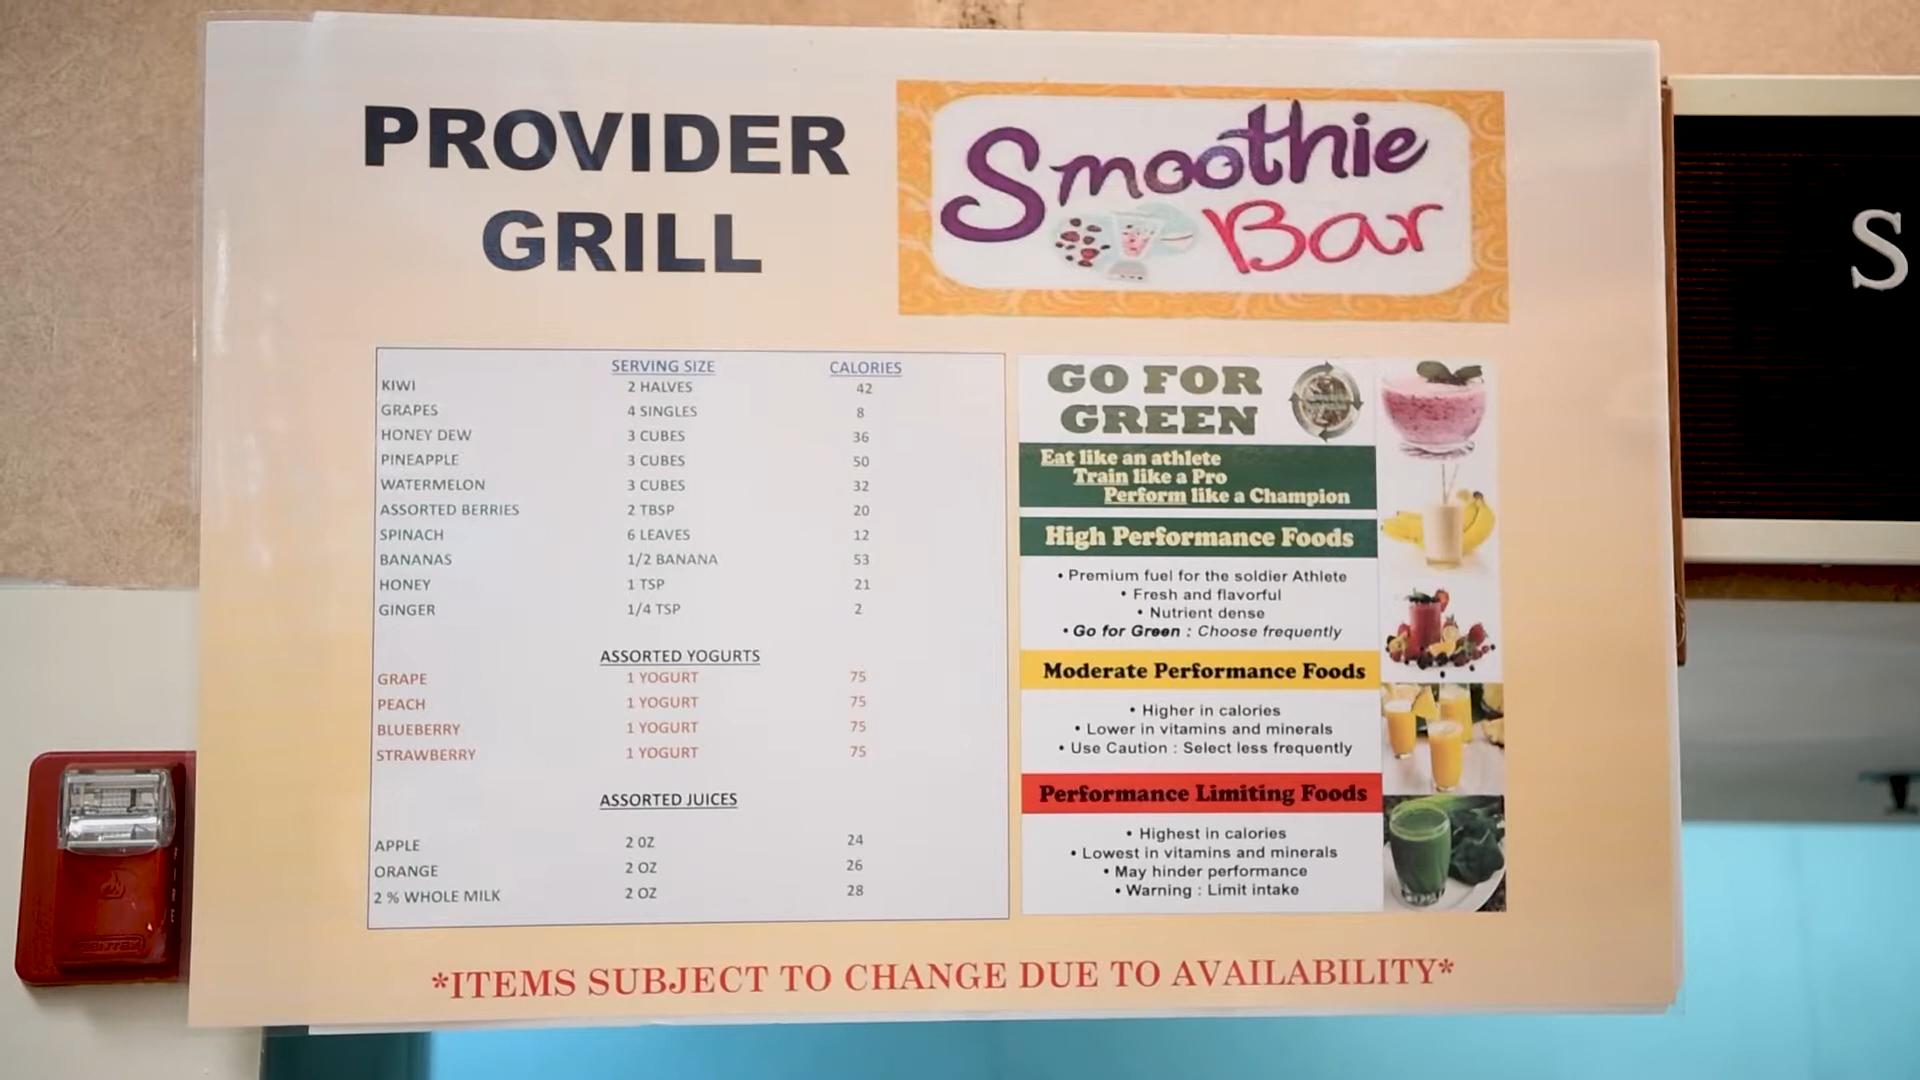 PROVIDER
GRILL
Smoothie
Bar
SERVING SIZE CALORIES
KIWI 2 HALVES 42
GRAPES 4 SINGLES 8
HONEY DEW 3 CUBES 36
PINEAPPLE 3 CUBES 50
WATERMELON 3 CUBES 32
ASSORTED BERRIES 2 TBSP 20
SPINACH 6 LEAVES 12
BANANAS 1/2 BANANA 53
HONEY 1 TSP 21
GINGER 1/4 TSP 2
ASSORTED YOGURTS
GRAPE 1 YOGURT 75
PEACH 1 YOGURT 75
BLUEBERRY 1 YOGURT 75
STRAWBERRY 1 YOGURT 75
ASSORTED JUICES
APPLE 2 OZ 24
ORANGE 2 OZ 26
2 % WHOLE MILK 2 OZ 28
GO FOR
GREEN
Eat like an athlete
Train like a Pro
Perform like a Champion
High Performance Foods
• Premium fuel for the soldier Athlete
• Fresh and flavorful
• Nutrient dense
• Go for Green : Choose frequently
Moderate Performance Foods
• Higher in calories
• Lower in vitamins and minerals
• Use Caution : Select less frequently
Performance Limiting Foods
• Highest in calories
• Lowest in vitamins and minerals
• May hinder performance
• Warning : Limit intake
*ITEMS SUBJECT TO CHANGE DUE TO AVAILABILITY*
S
FIRE